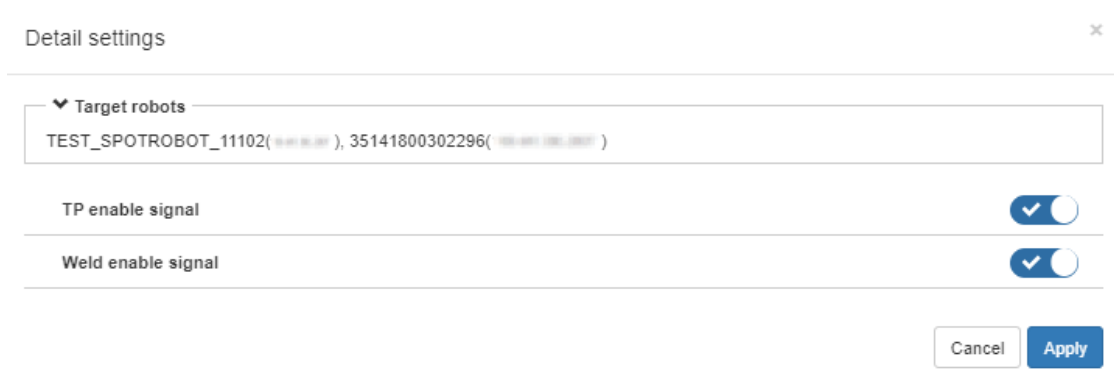 Detail settings
Target robots
TEST_SPOTROBOT_11102( ), 35141800302296( )
TP enable signal
Weld enable signal
Cancel Apply